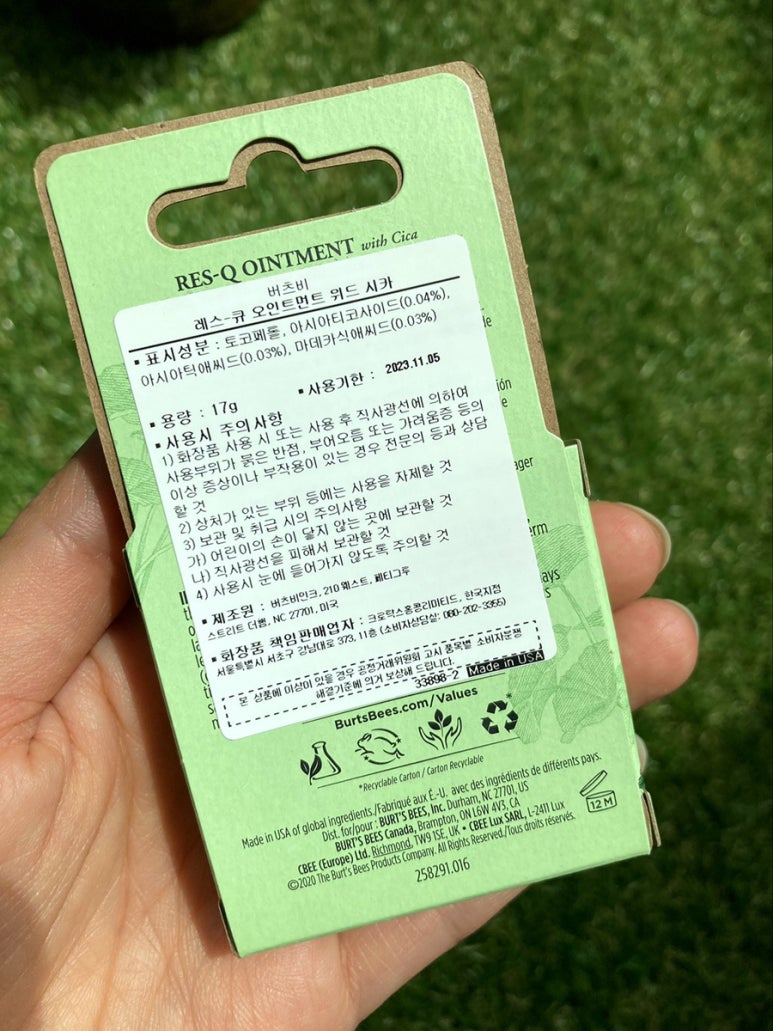 RES-Q OINTMENT with Cica
버츠비
레스-큐 오인트먼트 위드 시카
▪ 표시성분 : 토코페롤, 아시아티코사이드(0.04%),
아시아틱애씨드(0.03%), 마데카식애씨드(0.03%)
▪ 용량 : 17g ▪ 사용기한 : 2023.11.05
▪ 사용시 주의사항
1) 화장품 사용 시 또는 사용 후 직사광선에 의하여
사용부위가 붉은 반점, 부어오름 또는 가려움증 등의
이상 증상이나 부작용이 있는 경우 전문의 등과 상담
할 것
2) 상처가 있는 부위 등에는 사용을 자제할 것
3) 보관 및 취급 시의 주의사항
가) 어린이의 손이 닿지 않는 곳에 보관할 것
나) 직사광선을 피해서 보관할 것
4) 사용시 눈에 들어가지 않도록 주의할 것
▪ 제조원 : 버츠비인크, 210 웨스트, 페티그루
스트리트 더램, NC 27701, 미국
▪ 화장품 책임판매업자 : 크로락스홍콩리미티드, 한국지점
서울특별시 서초구 강남대로 373, 11층 (소비자상담실: 080-202-3355)
본 상품에 이상이 있을 경우 공정거래위원회 고시 품목별 소비자분쟁
해결기준에 의거 보상해 드립니다.
33898-2 Made in USA
BurtsBees.com/Values
*
*Recyclable Carton / Carton Recyclable
Made in USA of global ingredients./Fabriqué aux É.-U. avec des ingrédients de différents pays.
Dist. for/pour : BURT'S BEES, Inc. Durham, NC 27701, US
BURT'S BEES Canada, Brampton, ON L6W 4V3, CA
CBEE (Europe) Ltd. Richmond, TW9 1SE, UK • CBEE Lux SARL, L-2411 Lux
©2020 The Burt's Bees Products Company. All Rights Reserved./Tous droits réservés.
258291.016
12 M